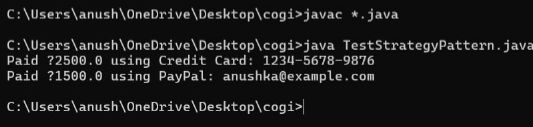 C:\Users\anush\OneDrive\Desktop\cogi>javac *.java
C:\Users\anush\OneDrive\Desktop\cogi>java TestStrategyPattern.java
Paid ?2500.0 using Credit Card: 1234-5678-9876
Paid ?1500.0 using PayPal: anushka@example.com
C:\Users\anush\OneDrive\Desktop\cogi>